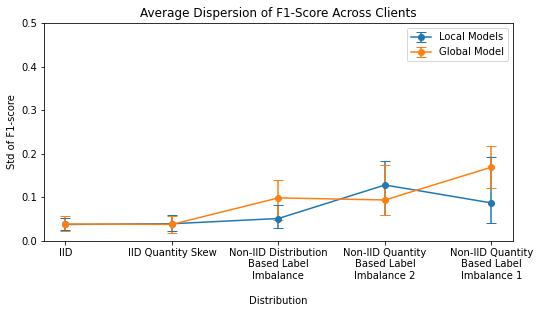 Average Dispersion of F1-Score Across Clients
Local Models
Global Model
Std of F1-score
0.5
0.4
0.3
0.2
0.1
0.0
IID
IID Quantity Skew
Non-IID Distribution
Based Label
Imbalance
Non-IID Quantity
Based Label
Imbalance 2
Non-IID Quantity
Based Label
Imbalance 1
Distribution